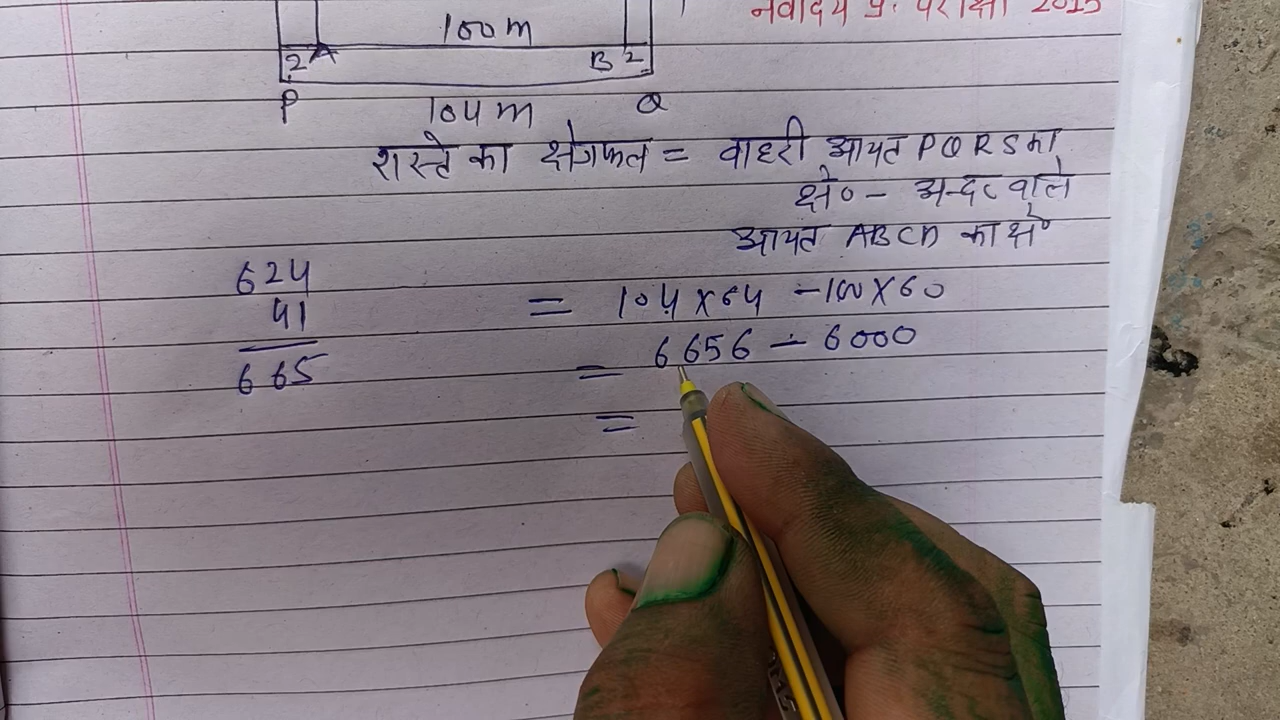 नवोदय प्र. परीक्षा 2015
100 m
2 A B 2
P 104 m Q
रास्ते का क्षेत्रफल = बाहरी आयत PQRS का
क्षे० - अन्दर वाले
आयत ABCD का क्षे०
624
41
665
= 104 × 64 - 100 × 60
= 6656 - 6000
=